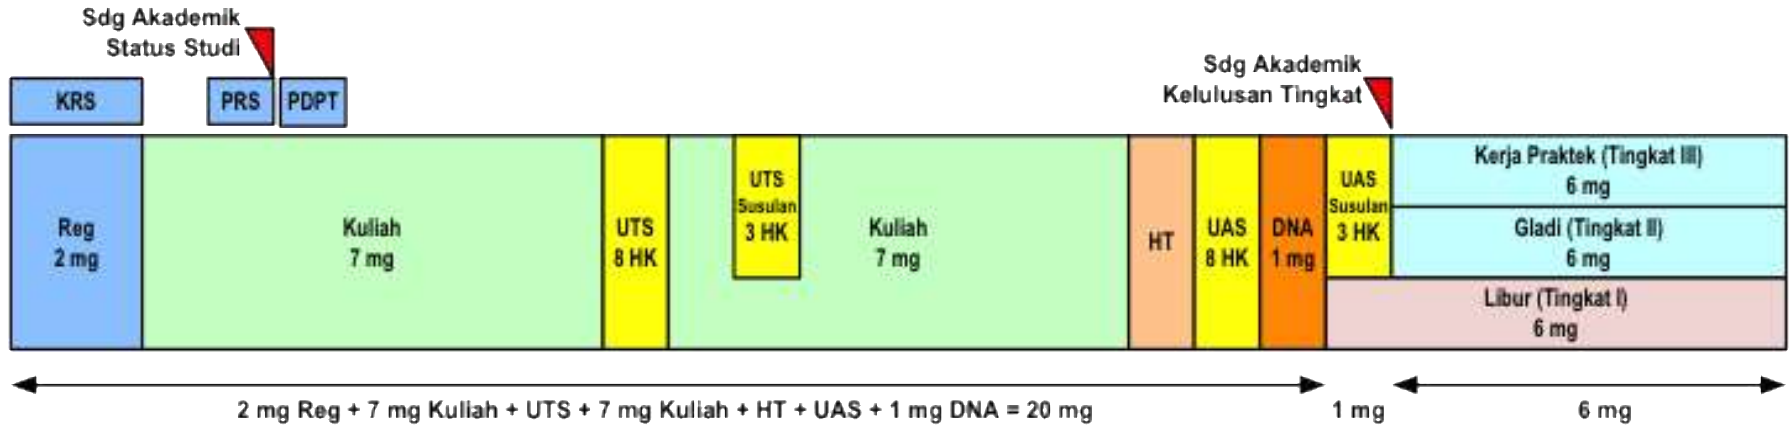 Sdg Akademik
Status Studi
Sdg Akademik
Kelulusan Tingkat
KRS
PRS
PDPT
Reg
2 mg
Kuliah
7 mg
UTS
8 HK
UTS
Susulan
3 HK
Kuliah
7 mg
HT
UAS
8 HK
DNA
1 mg
UAS
Susulan
3 HK
Kerja Praktek (Tingkat III)
6 mg
Gladi (Tingkat II)
6 mg
Libur (Tingkat I)
6 mg
2 mg Reg + 7 mg Kuliah + UTS + 7 mg Kuliah + HT + UAS + 1 mg DNA = 20 mg
1 mg
6 mg